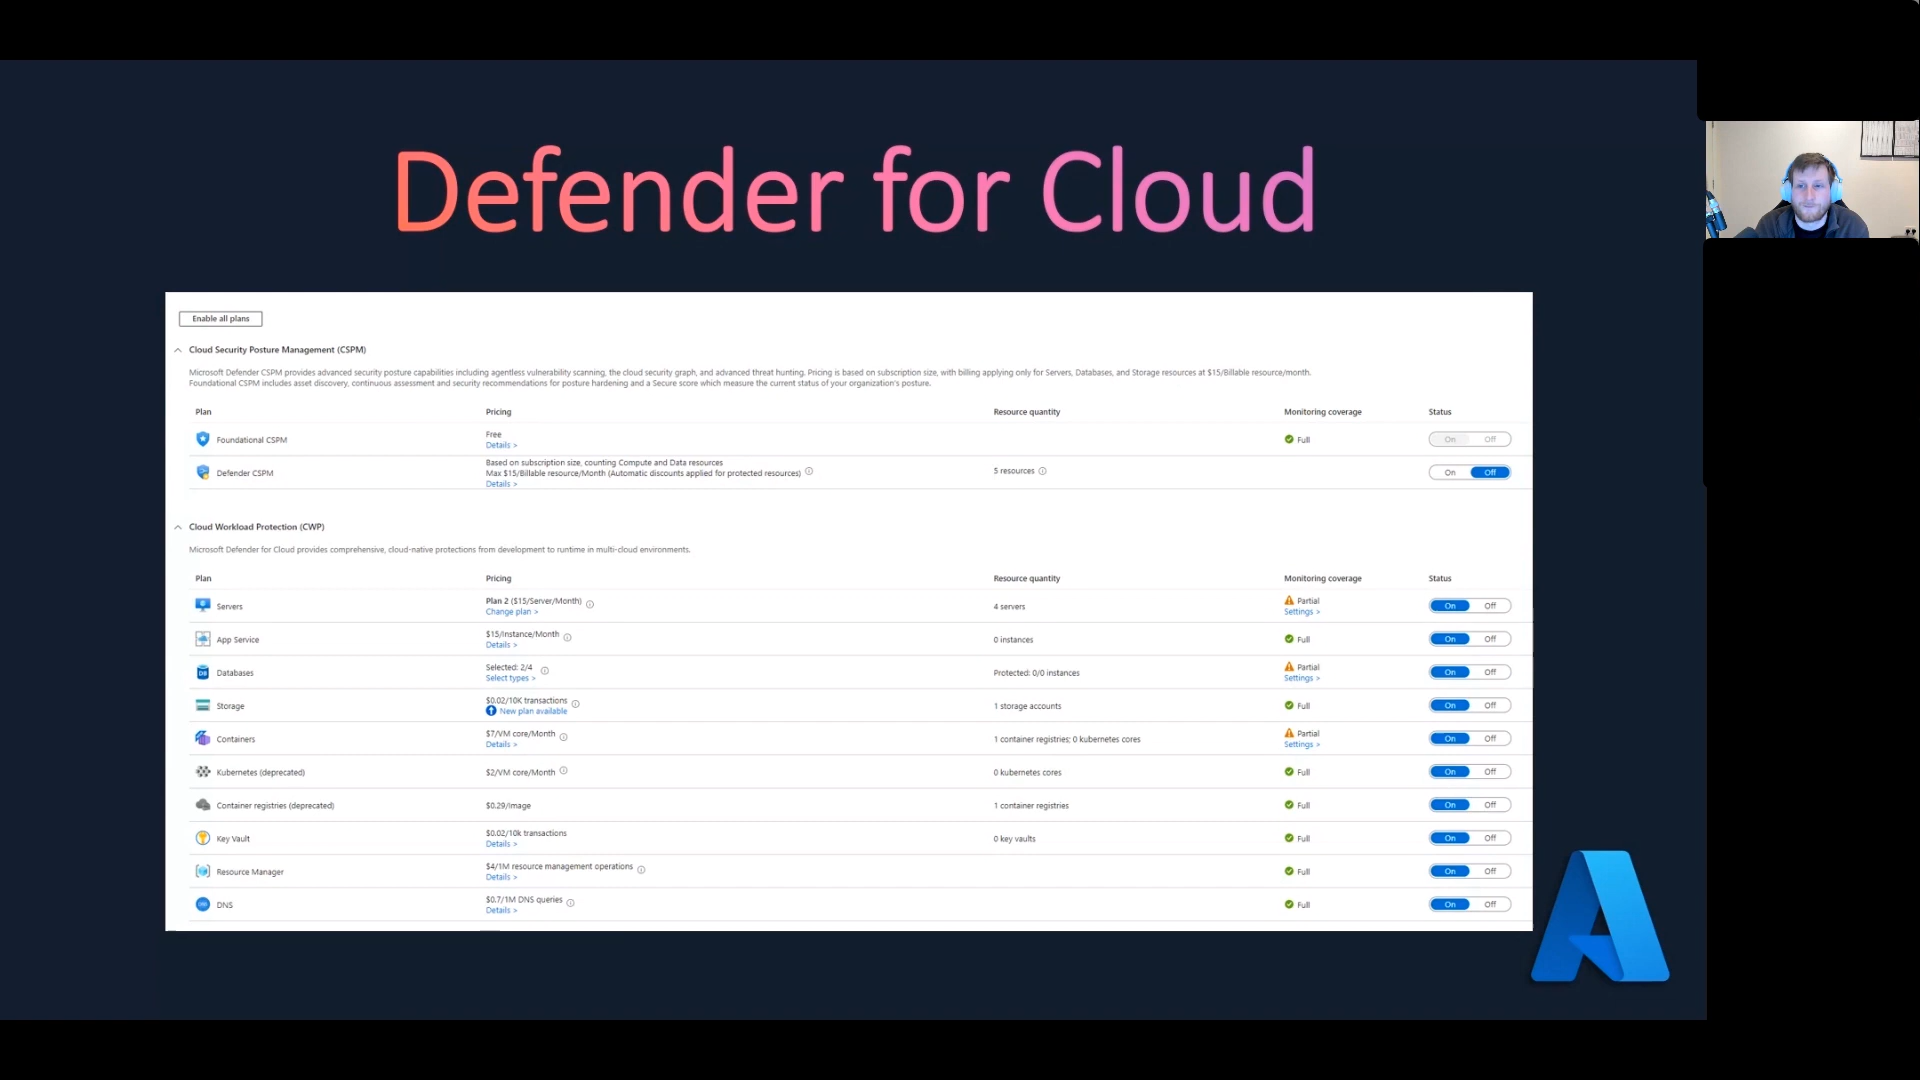 Defender for Cloud
Enable all plans
Cloud Security Posture Management (CSPM)
Microsoft Defender CSPM provides advanced security posture capabilities including agentless vulnerability scanning, the cloud security graph, and advanced threat hunting. Pricing is based on subscription size, with billing applying only for Servers, Databases, and Storage resources at $15/Billable resource/month.
Foundational CSPM includes asset discovery, continuous assessment and security recommendations for posture hardening and a Secure score which measure the current status of your organization's posture.
Plan Pricing Resource quantity Monitoring coverage Status
Foundational CSPM Free Full On Off
Details >
Defender CSPM Based on subscription size, counting Compute and Data resources 5 resources On Off
Max $15/Billable resource/Month (Automatic discounts applied for protected resources)
Details >
Cloud Workload Protection (CWP)
Microsoft Defender for Cloud provides comprehensive, cloud-native protections from development to runtime in multi-cloud environments.
Plan Pricing Resource quantity Monitoring coverage Status
Servers Plan 2 ($15/Server/Month) 4 servers Partial On Off
Change plan > Settings >
App Service $15/Instance/Month 0 instances Full On Off
Details >
Databases Selected: 2/4 Protected: 0/0 instances Partial On Off
Select types > Settings >
Storage $0.02/10K transactions 1 storage accounts Full On Off
New plan available
Containers $7/VM core/Month 1 container registries; 0 kubernetes cores Partial On Off
Details > Settings >
Kubernetes (deprecated) $2/VM core/Month 0 kubernetes cores Full On Off
Container registries (deprecated) $0.29/Image 1 container registries Full On Off
Key Vault $0.02/10k transactions 0 key vaults Full On Off
Details >
Resource Manager $4/1M resource management operations Full On Off
Details >
DNS $0.7/1M DNS queries Full On Off
Details >